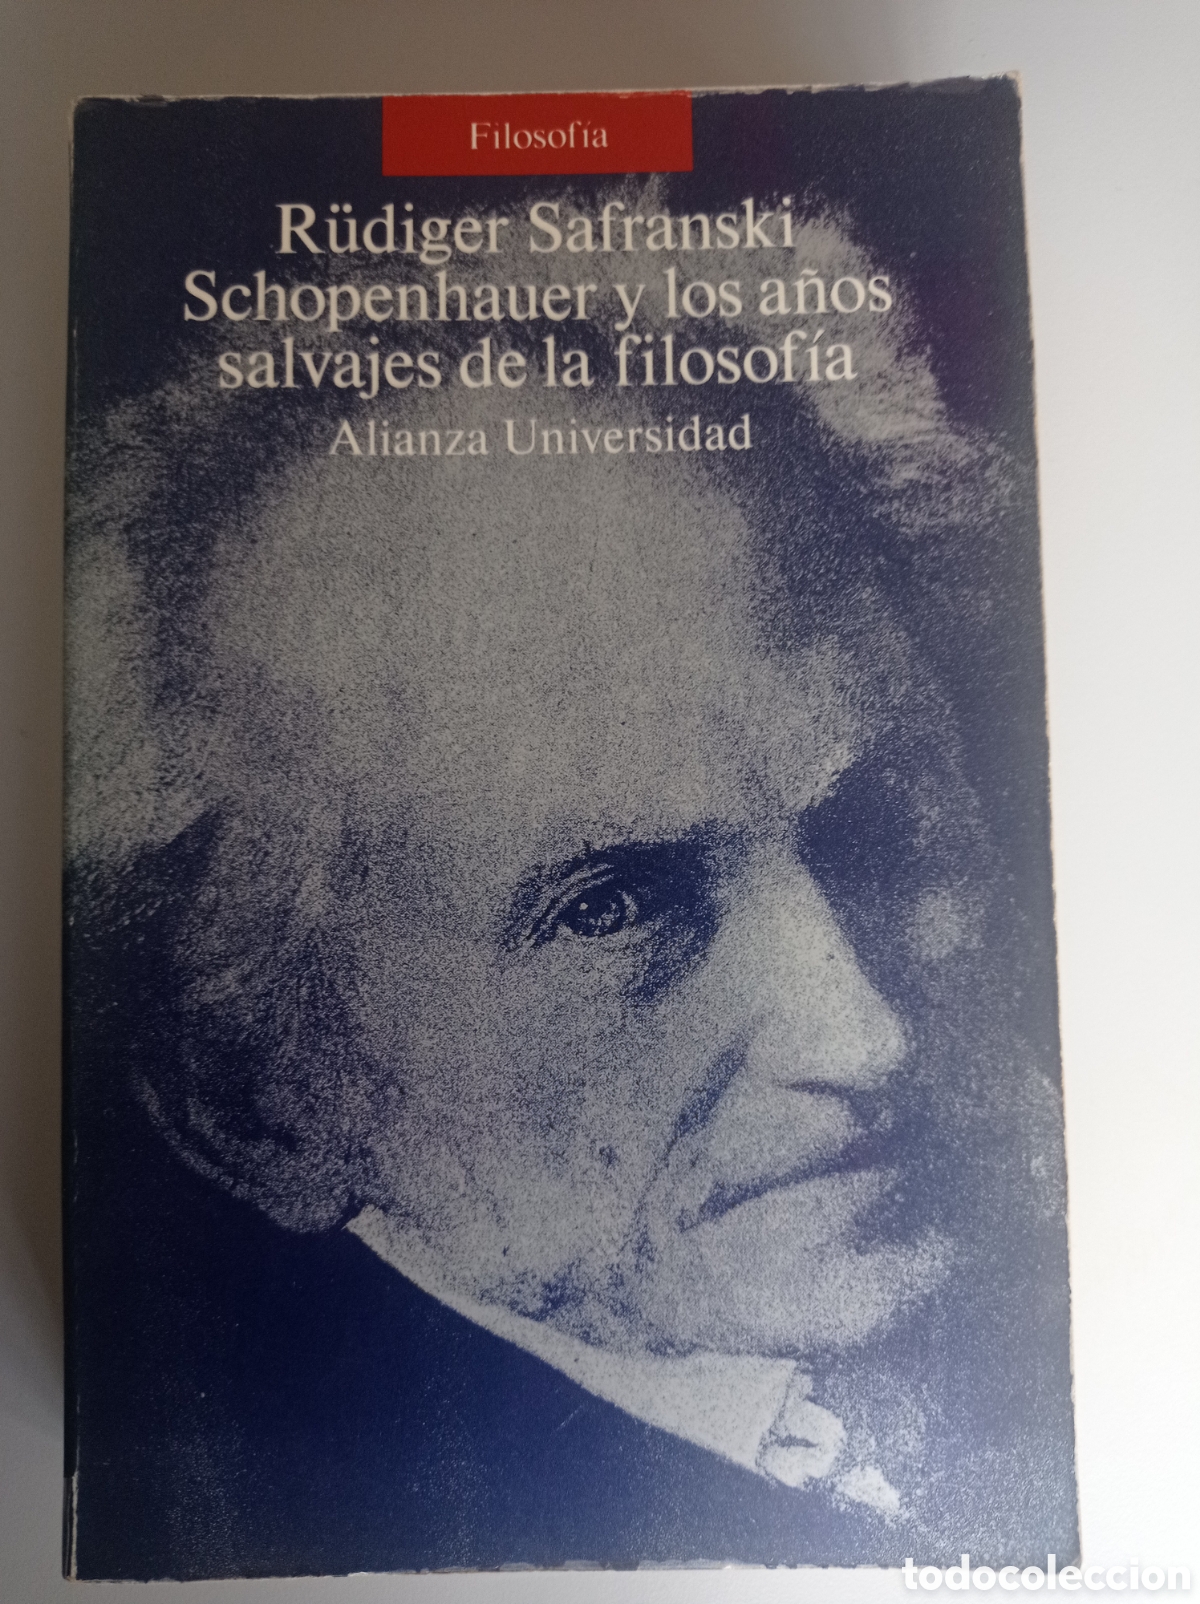 Filosofía
Rüdiger Safranski
Schopenhauer y los años
salvajes de la filosofía
Alianza Universidad
todocoleccion